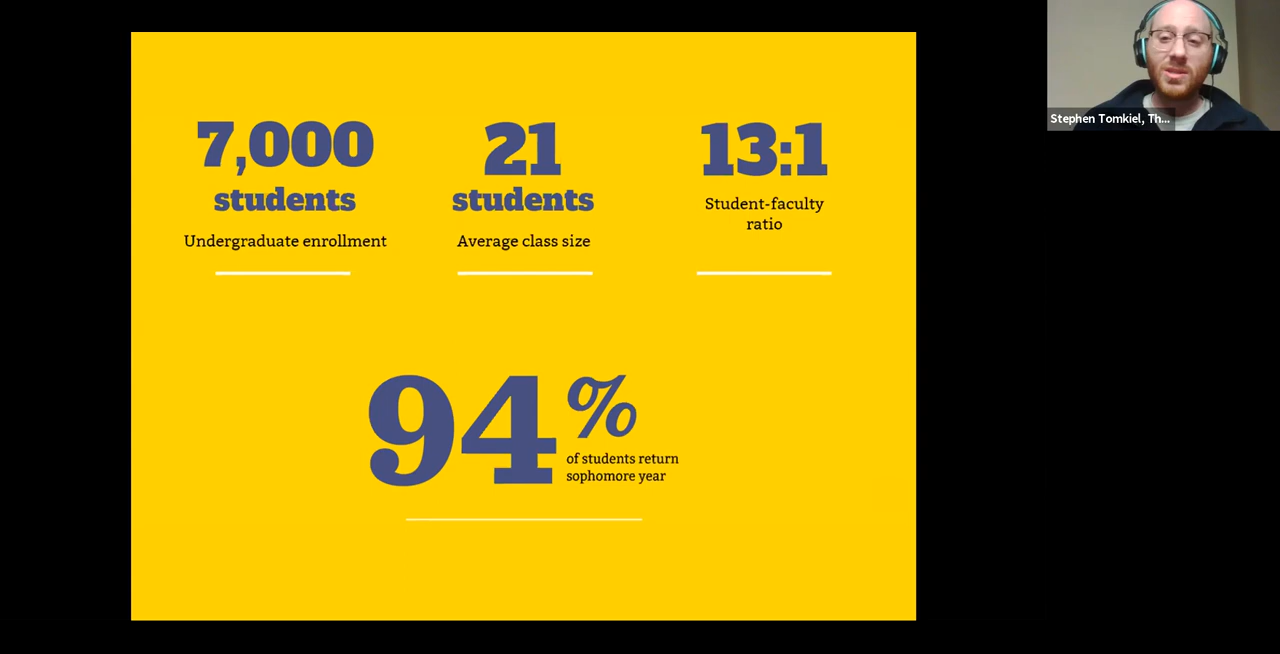 7,000
students
Undergraduate enrollment
21
students
Average class size
13:1
Student-faculty
ratio
94%
of students return
sophomore year
Stephen Tomkiel, Th...